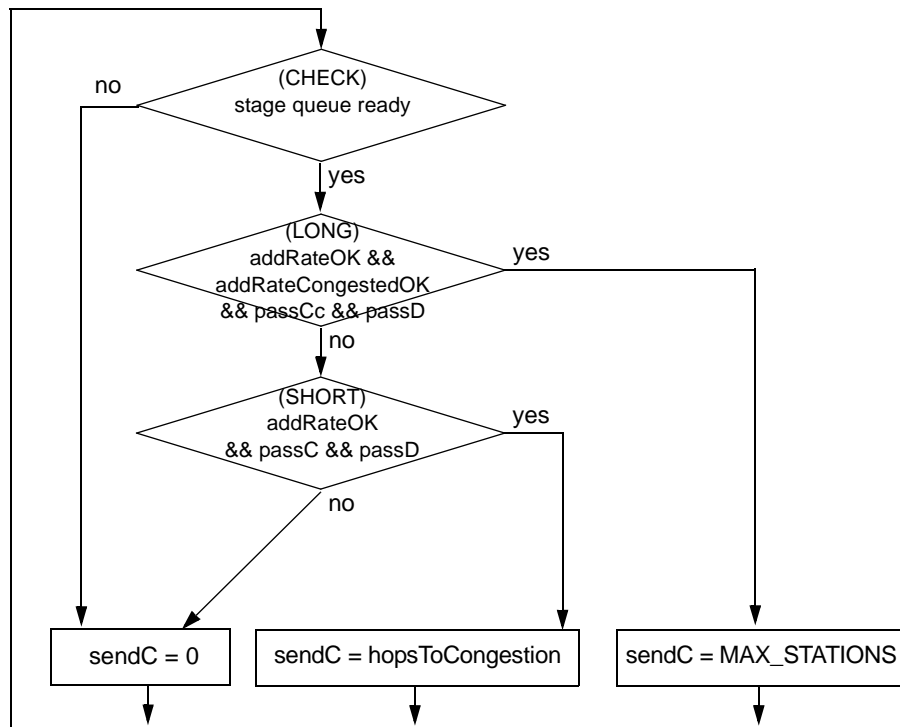 (CHECK)
stage queue ready
no
yes
(LONG)
addRateOK &&
addRateCongestedOK
&& passCc && passD
yes
no
(SHORT)
addRateOK
&& passC && passD
yes
no
sendC = 0
sendC = hopsToCongestion
sendC = MAX_STATIONS